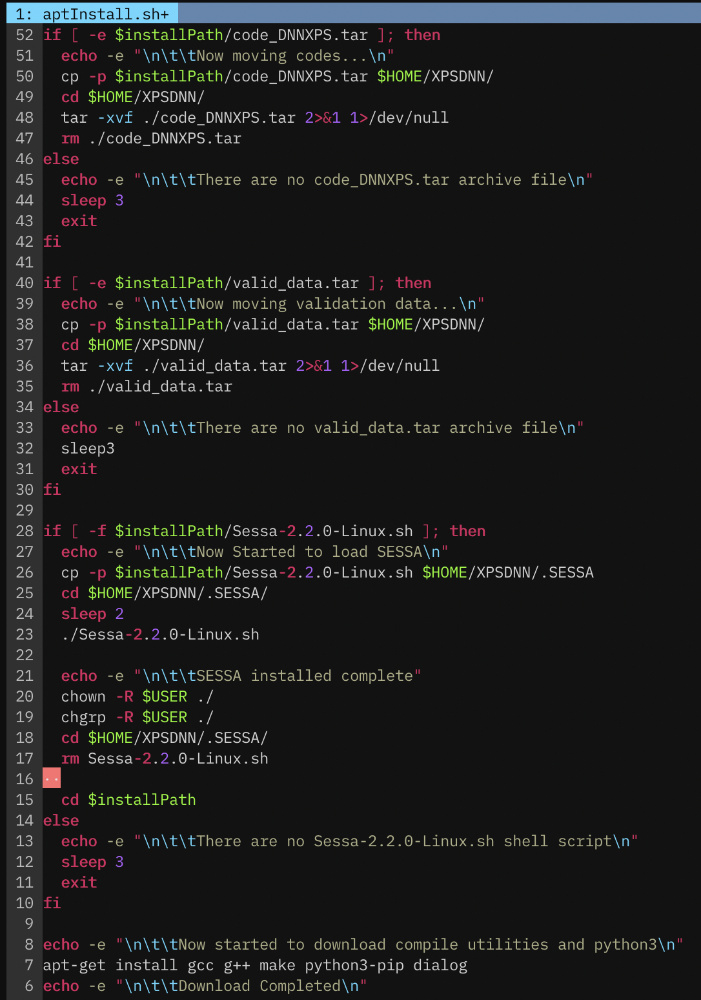 1: aptInstall.sh+
52 if [ -e $installPath/code_DNNXPS.tar ]; then
51   echo -e "\n\t\tNow moving codes...\n"
50   cp -p $installPath/code_DNNXPS.tar $HOME/XPSDNN/
49   cd $HOME/XPSDNN/
48   tar -xvf ./code_DNNXPS.tar 2>&1 1>/dev/null
47   rm ./code_DNNXPS.tar
46 else
45   echo -e "\n\t\tThere are no code_DNNXPS.tar archive file\n"
44   sleep 3
43   exit
42 fi
41
40 if [ -e $installPath/valid_data.tar ]; then
39   echo -e "\n\t\tNow moving validation data...\n"
38   cp -p $installPath/valid_data.tar $HOME/XPSDNN/
37   cd $HOME/XPSDNN/
36   tar -xvf ./valid_data.tar 2>&1 1>/dev/null
35   rm ./valid_data.tar
34 else
33   echo -e "\n\t\tThere are no valid_data.tar archive file\n"
32   sleep3
31   exit
30 fi
29
28 if [ -f $installPath/Sessa-2.2.0-Linux.sh ]; then
27   echo -e "\n\t\tNow Started to load SESSA\n"
26   cp -p $installPath/Sessa-2.2.0-Linux.sh $HOME/XPSDNN/.SESSA
25   cd $HOME/XPSDNN/.SESSA/
24   sleep 2
23   ./Sessa-2.2.0-Linux.sh
22
21   echo -e "\n\t\tSESSA installed complete"
20   chown -R $USER ./
19   chgrp -R $USER ./
18   cd $HOME/XPSDNN/.SESSA/
17   rm Sessa-2.2.0-Linux.sh
16 ··
15   cd $installPath
14 else
13   echo -e "\n\t\tThere are no Sessa-2.2.0-Linux.sh shell script\n"
12   sleep 3
11   exit
10 fi
9
8 echo -e "\n\t\tNow started to download compile utilities and python3\n"
7 apt-get install gcc g++ make python3-pip dialog
6 echo -e "\n\t\tDownload Completed\n"